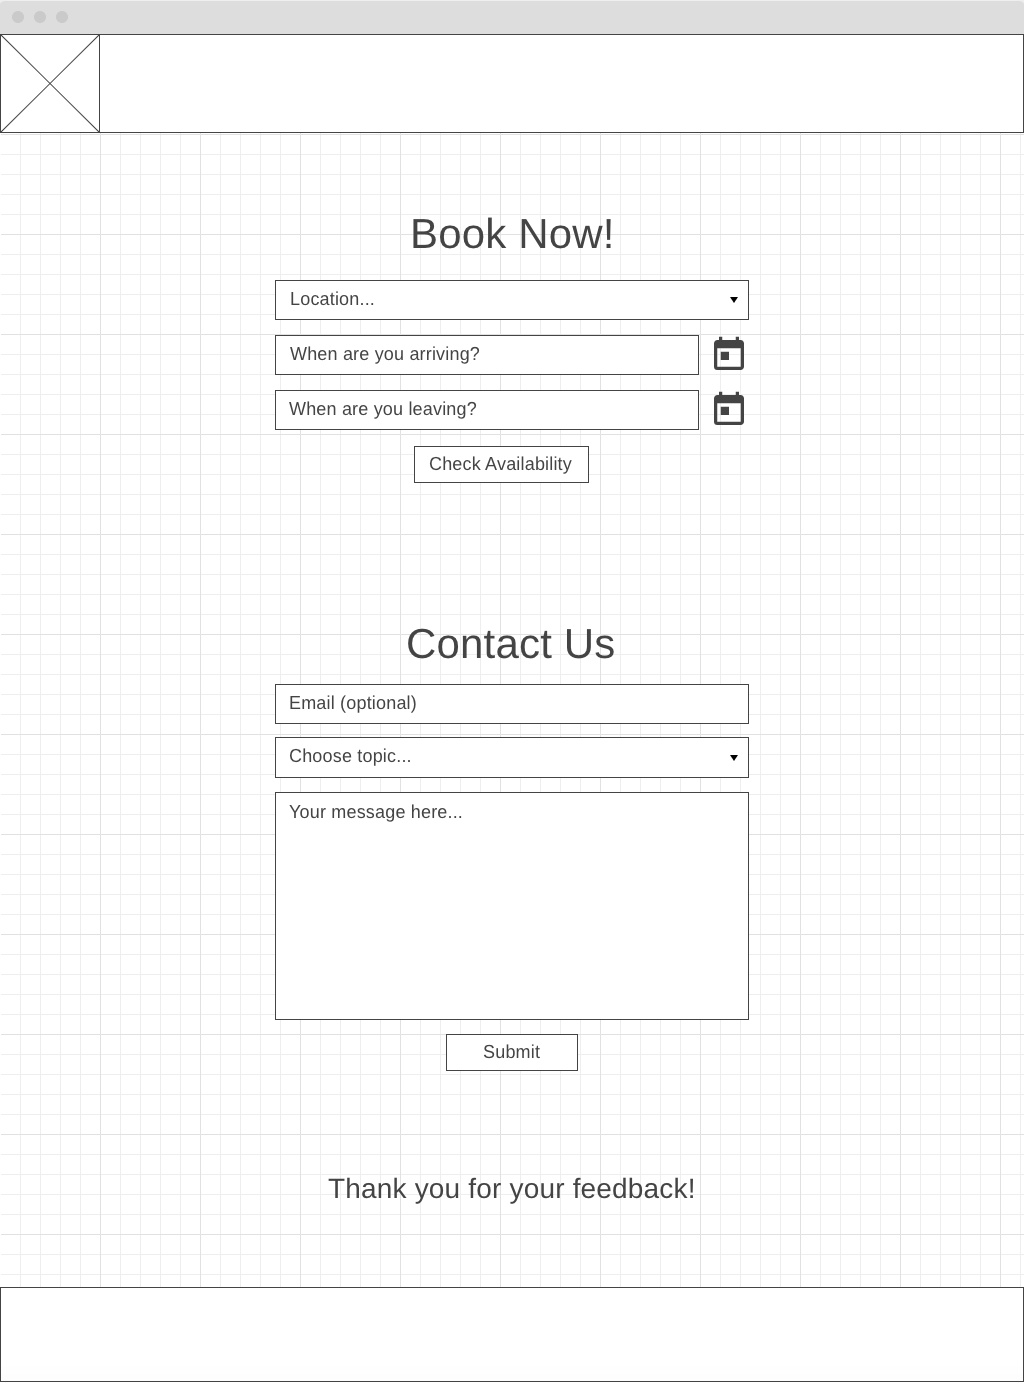 Book Now!
Location...
When are you arriving?
When are you leaving?
Check Availability
Contact Us
Email (optional)
Choose topic...
Your message here...
Submit
Thank you for your feedback!